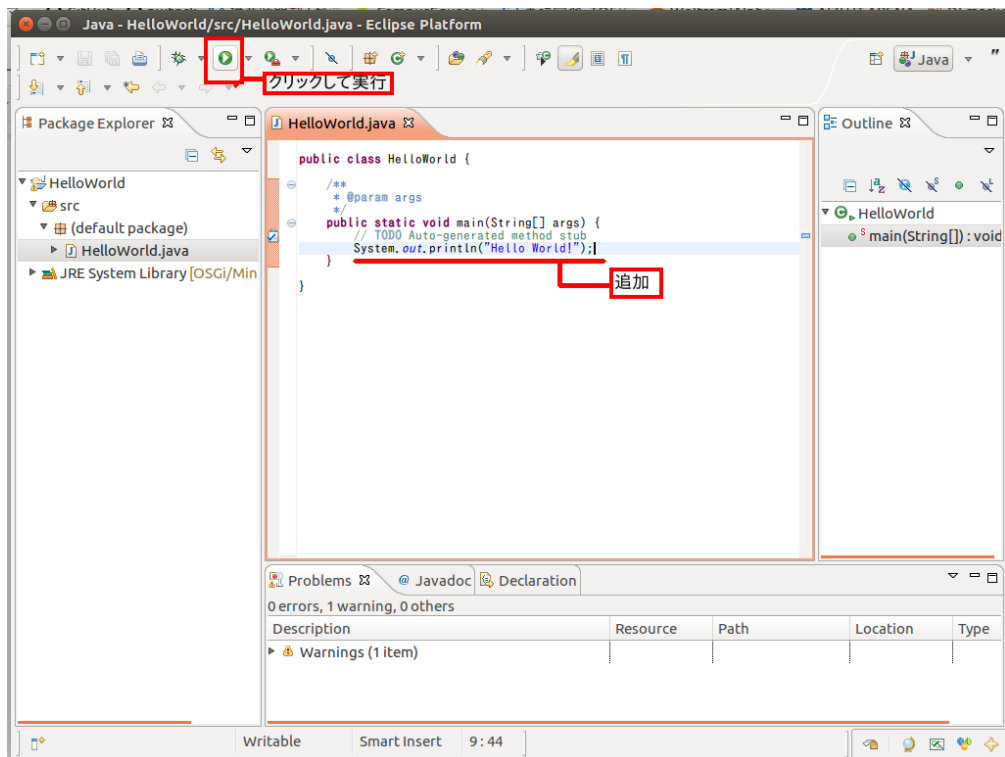 Java - HelloWorld/src/HelloWorld.java - Eclipse Platform
Java
クリックして実行
Package Explorer
HelloWorld
src
(default package)
HelloWorld.java
JRE System Library [OSGi/Min
HelloWorld.java
public class HelloWorld {
/**
* @param args
*/
public static void main(String[] args) {
// TODO Auto-generated method stub
System.out.println("Hello World!");
}
}
追加
Outline
HelloWorld
main(String[]) : void
Problems
@ Javadoc
Declaration
0 errors, 1 warning, 0 others
Description Resource Path Location Type
Warnings (1 item)
Writable Smart Insert 9 : 44